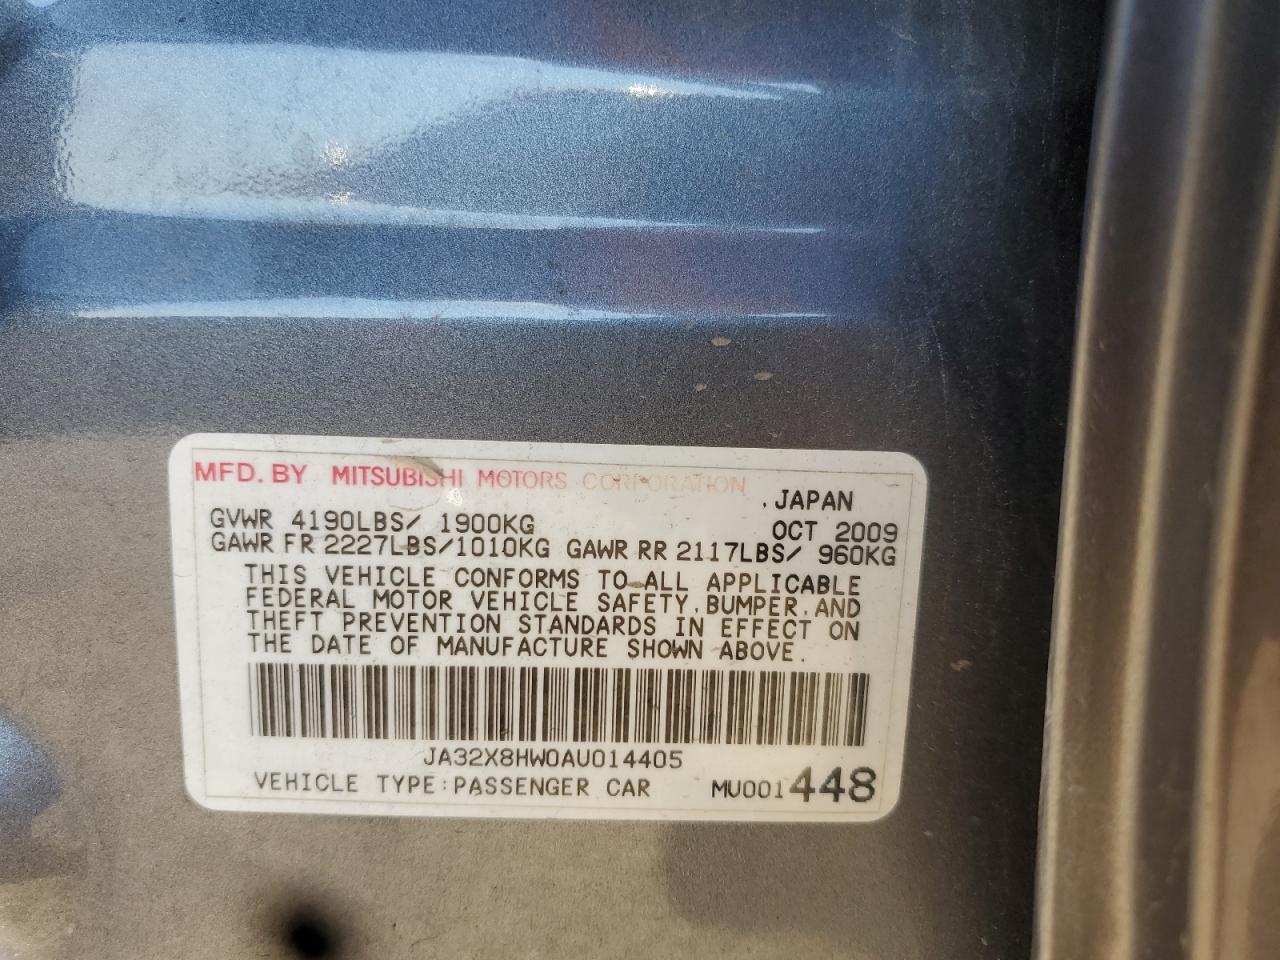 MFD. BY MITSUBISHI MOTORS CORPORATION
, JAPAN
GVWR 4190LBS/ 1900KG OCT 2009
GAWR FR 2227LBS/1010KG GAWR RR 2117LBS/ 960KG
THIS VEHICLE CONFORMS TO ALL APPLICABLE
FEDERAL MOTOR VEHICLE SAFETY, BUMPER, AND
THEFT PREVENTION STANDARDS IN EFFECT ON
THE DATE OF MANUFACTURE SHOWN ABOVE.
JA32X8HW0AU014405
VEHICLE TYPE:PASSENGER CAR MU001448